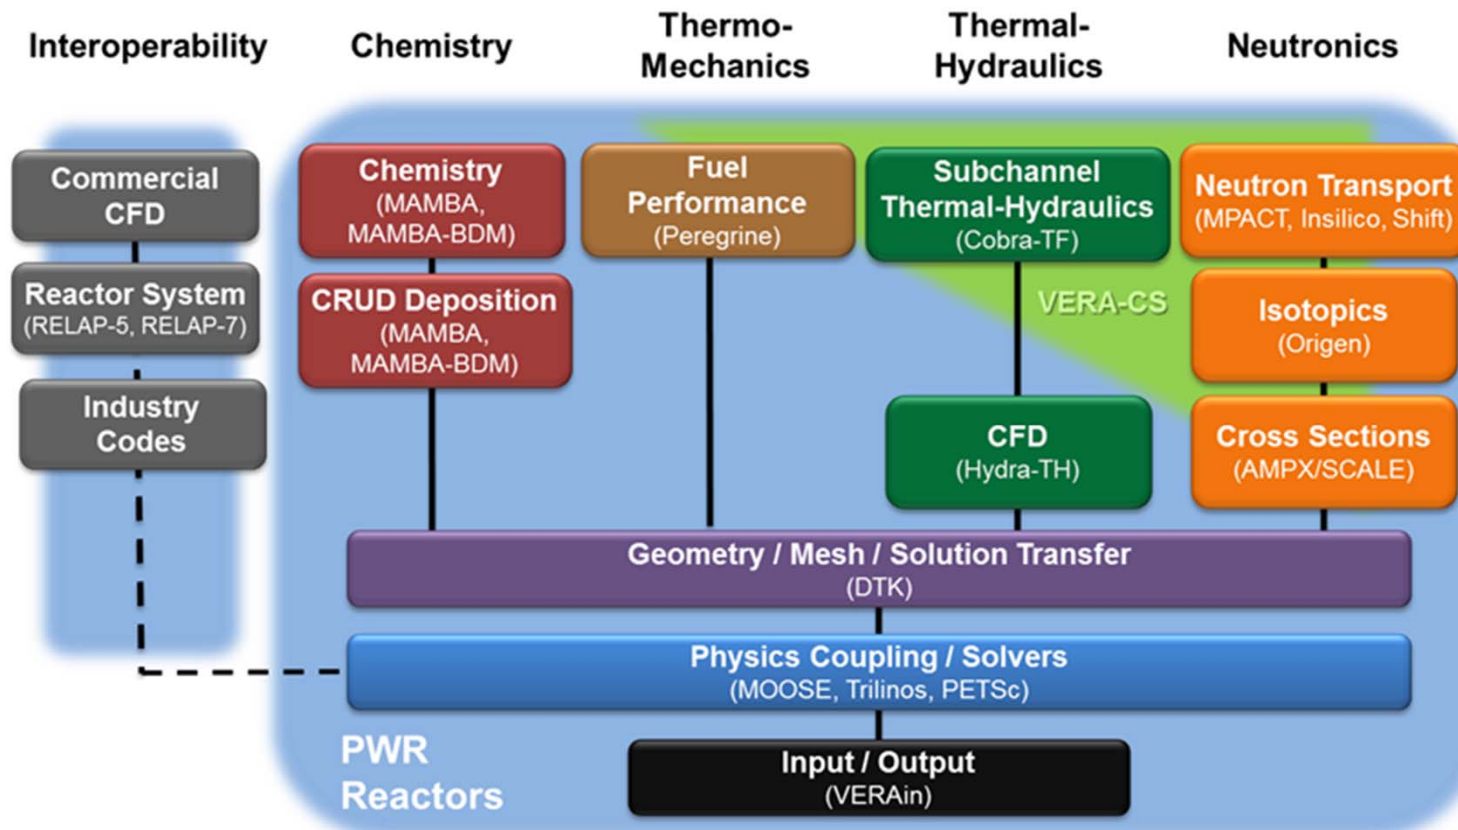 Interoperability
Chemistry
Thermo-
Mechanics
Thermal-
Hydraulics
Neutronics
Commercial
CFD
Reactor System
(RELAP-5, RELAP-7)
Industry
Codes
Chemistry
(MAMBA,
MAMBA-BDM)
CRUD Deposition
(MAMBA,
MAMBA-BDM)
Fuel
Performance
(Peregrine)
Subchannel
Thermal-Hydraulics
(Cobra-TF)
VERA-CS
CFD
(Hydra-TH)
Neutron Transport
(MPACT, Insilico, Shift)
Isotopics
(Origen)
Cross Sections
(AMPX/SCALE)
Geometry / Mesh / Solution Transfer
(DTK)
Physics Coupling / Solvers
(MOOSE, Trilinos, PETSc)
PWR
Reactors
Input / Output
(VERAin)